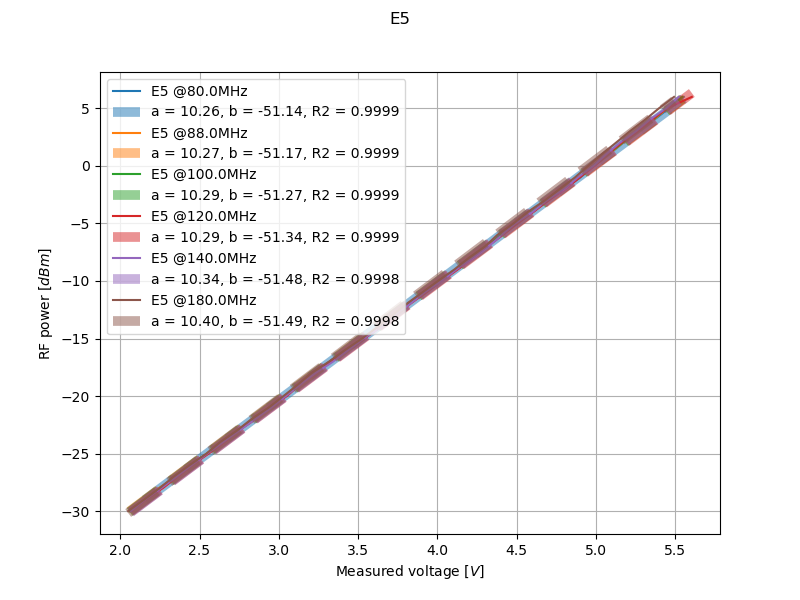 E5
E5 @80.0MHz
a = 10.26, b = -51.14, R2 = 0.9999
E5 @88.0MHz
a = 10.27, b = -51.17, R2 = 0.9999
E5 @100.0MHz
a = 10.29, b = -51.27, R2 = 0.9999
E5 @120.0MHz
a = 10.29, b = -51.34, R2 = 0.9999
E5 @140.0MHz
a = 10.34, b = -51.48, R2 = 0.9998
E5 @180.0MHz
a = 10.40, b = -51.49, R2 = 0.9998
5
0
−5
−10
−15
−20
−25
−30
RF power [dBm]
2.0 2.5 3.0 3.5 4.0 4.5 5.0 5.5
Measured voltage [V]